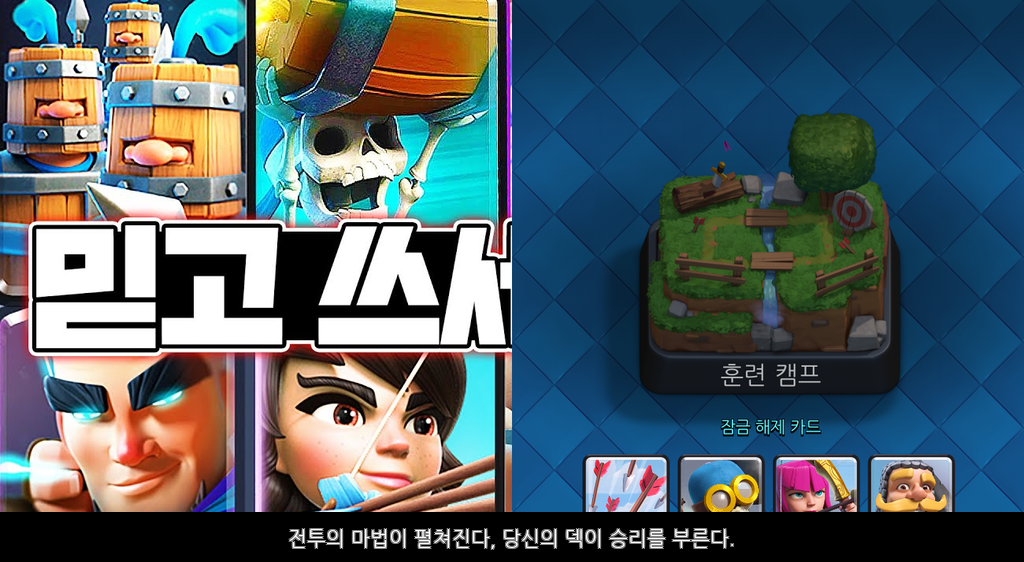 믿고 쓰
훈련 캠프
잠금 해제 카드
전투의 마법이 펼쳐진다, 당신의 덱이 승리를 부른다.